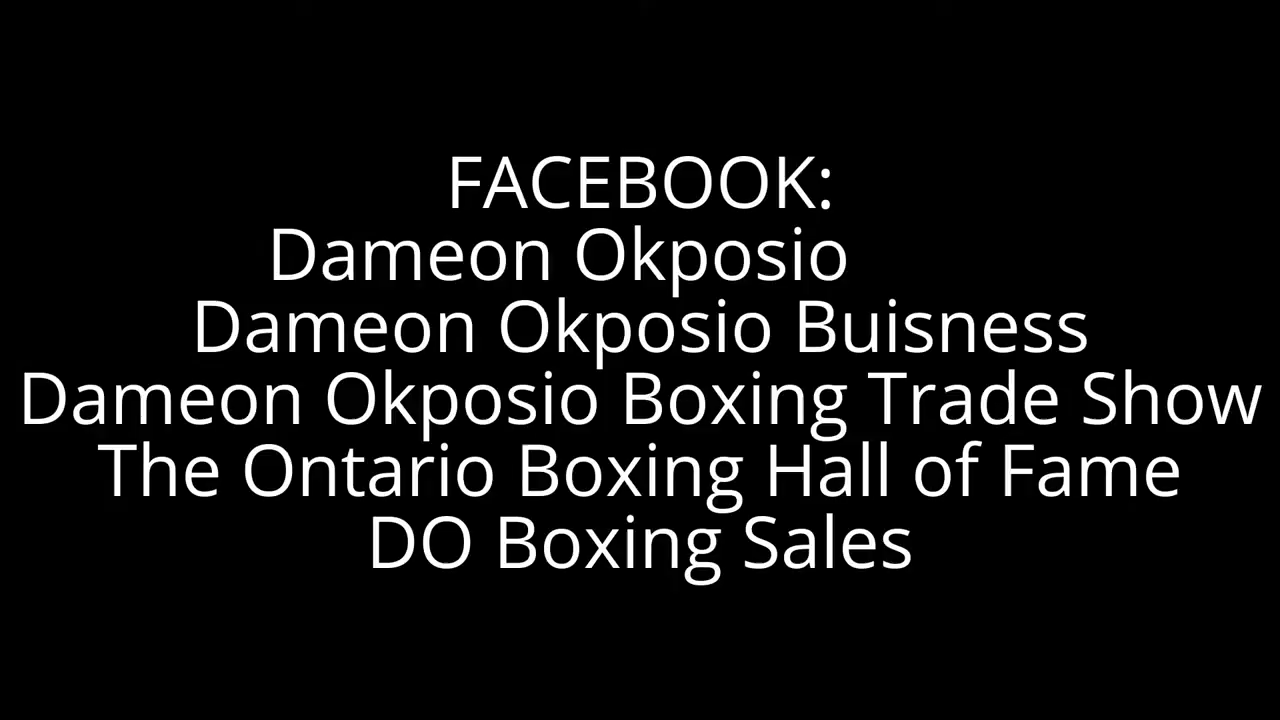 FACEBOOK:
Dameon Okposio
Dameon Okposio Buisness
Dameon Okposio Boxing Trade Show
The Ontario Boxing Hall of Fame
DO Boxing Sales